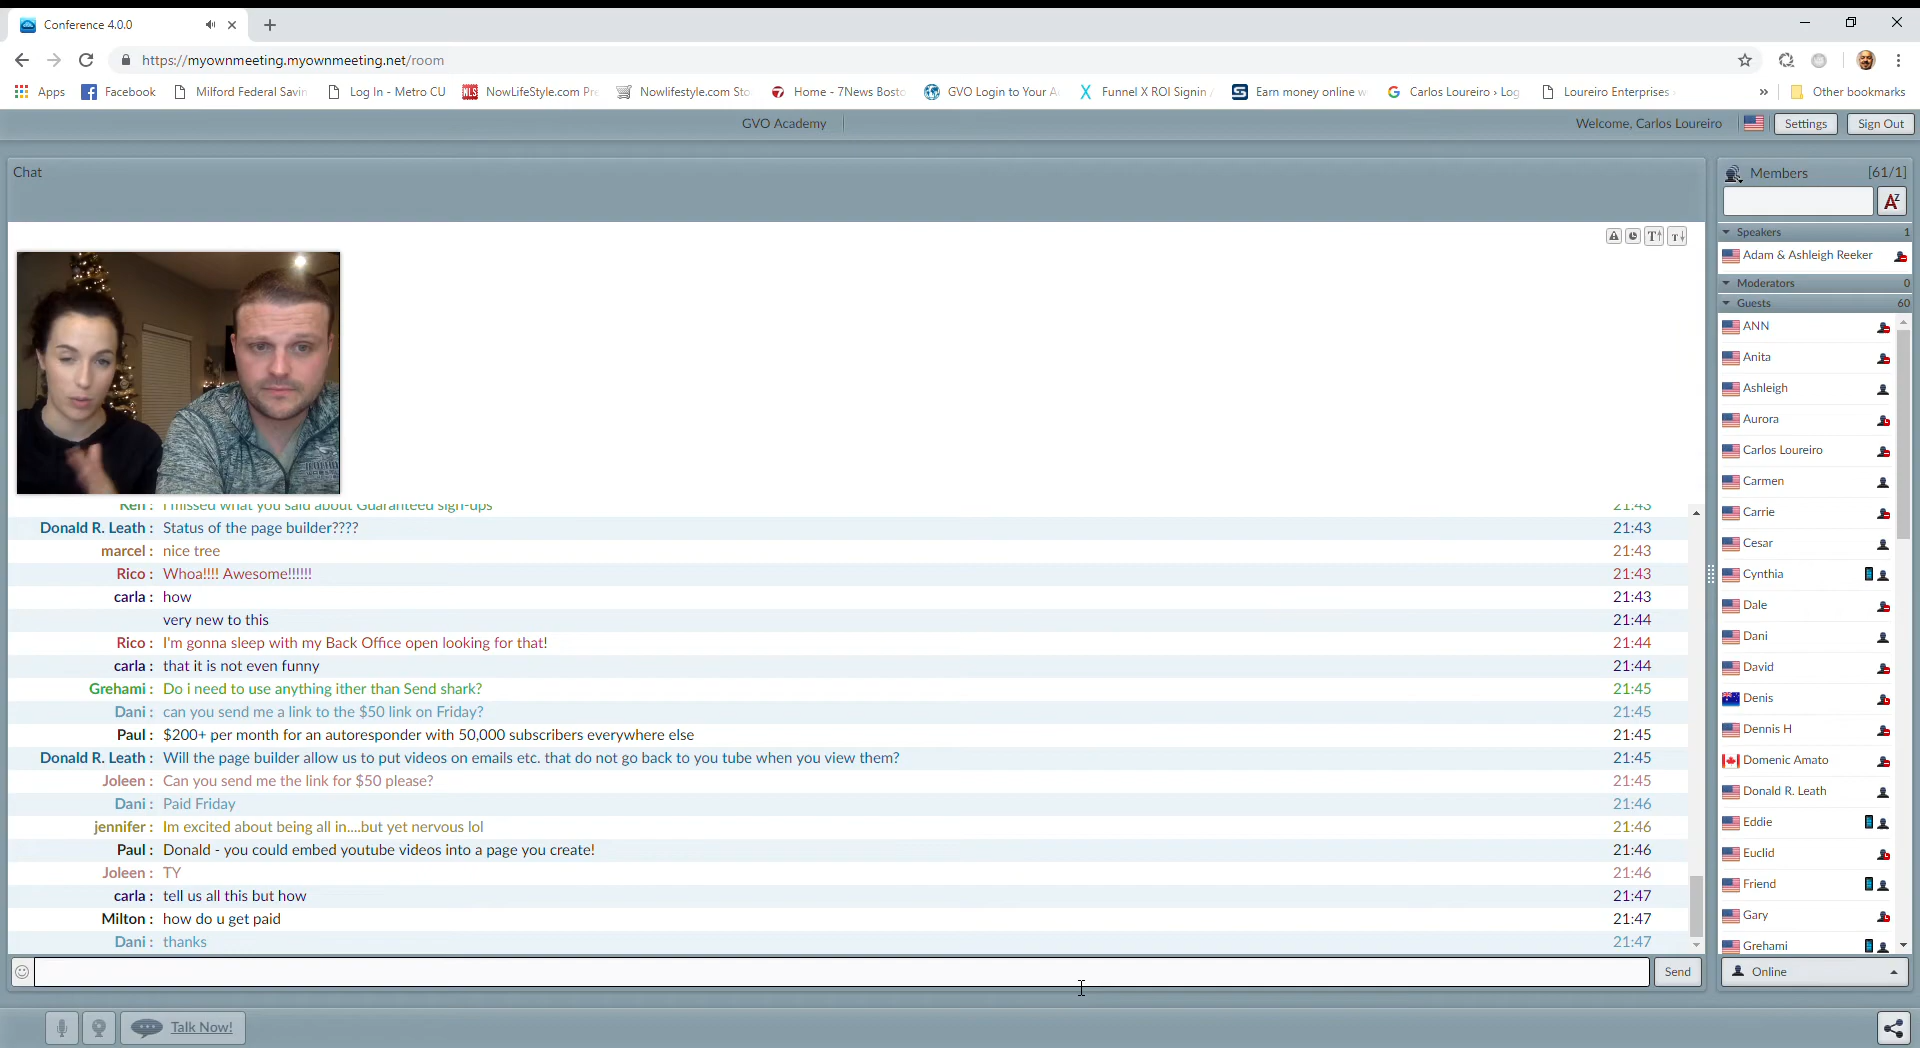 Conference 4.0.0
https://myownmeeting.myownmeeting.net/room
Apps Facebook Milford Federal Savin Log In - Metro CU NowLifeStyle.com Pre Nowlifestyle.com Sto Home - 7News Bosto GVO Login to Your Ac Funnel X ROI Signin / Earn money online w Carlos Loureiro › Log Loureiro Enterprises » Other bookmarks
GVO Academy Welcome, Carlos Loureiro Settings Sign Out
Chat
Ken : I missed what you said about Guaranteed sign-ups 21:43
Donald R. Leath : Status of the page builder???? 21:43
marcel : nice tree 21:43
Rico : Whoa!!!! Awesome!!!!!! 21:43
carla : how 21:43
very new to this 21:44
Rico : I'm gonna sleep with my Back Office open looking for that! 21:44
carla : that it is not even funny 21:44
Grehami : Do i need to use anything ither than Send shark? 21:45
Dani : can you send me a link to the $50 link on Friday? 21:45
Paul : $200+ per month for an autoresponder with 50,000 subscribers everywhere else 21:45
Donald R. Leath : Will the page builder allow us to put videos on emails etc. that do not go back to you tube when you view them? 21:45
Joleen : Can you send me the link for $50 please? 21:45
Dani : Paid Friday 21:46
jennifer : Im excited about being all in....but yet nervous lol 21:46
Paul : Donald - you could embed youtube videos into a page you create! 21:46
Joleen : TY 21:46
carla : tell us all this but how 21:47
Milton : how do u get paid 21:47
Dani : thanks 21:47
Send
Talk Now!
Members [61/1]
Speakers 1
Adam & Ashleigh Reeker
Moderators 0
Guests 60
ANN
Anita
Ashleigh
Aurora
Carlos Loureiro
Carmen
Carrie
Cesar
Cynthia
Dale
Dani
David
Denis
Dennis H
Domenic Amato
Donald R. Leath
Eddie
Euclid
Friend
Gary
Grehami
Online